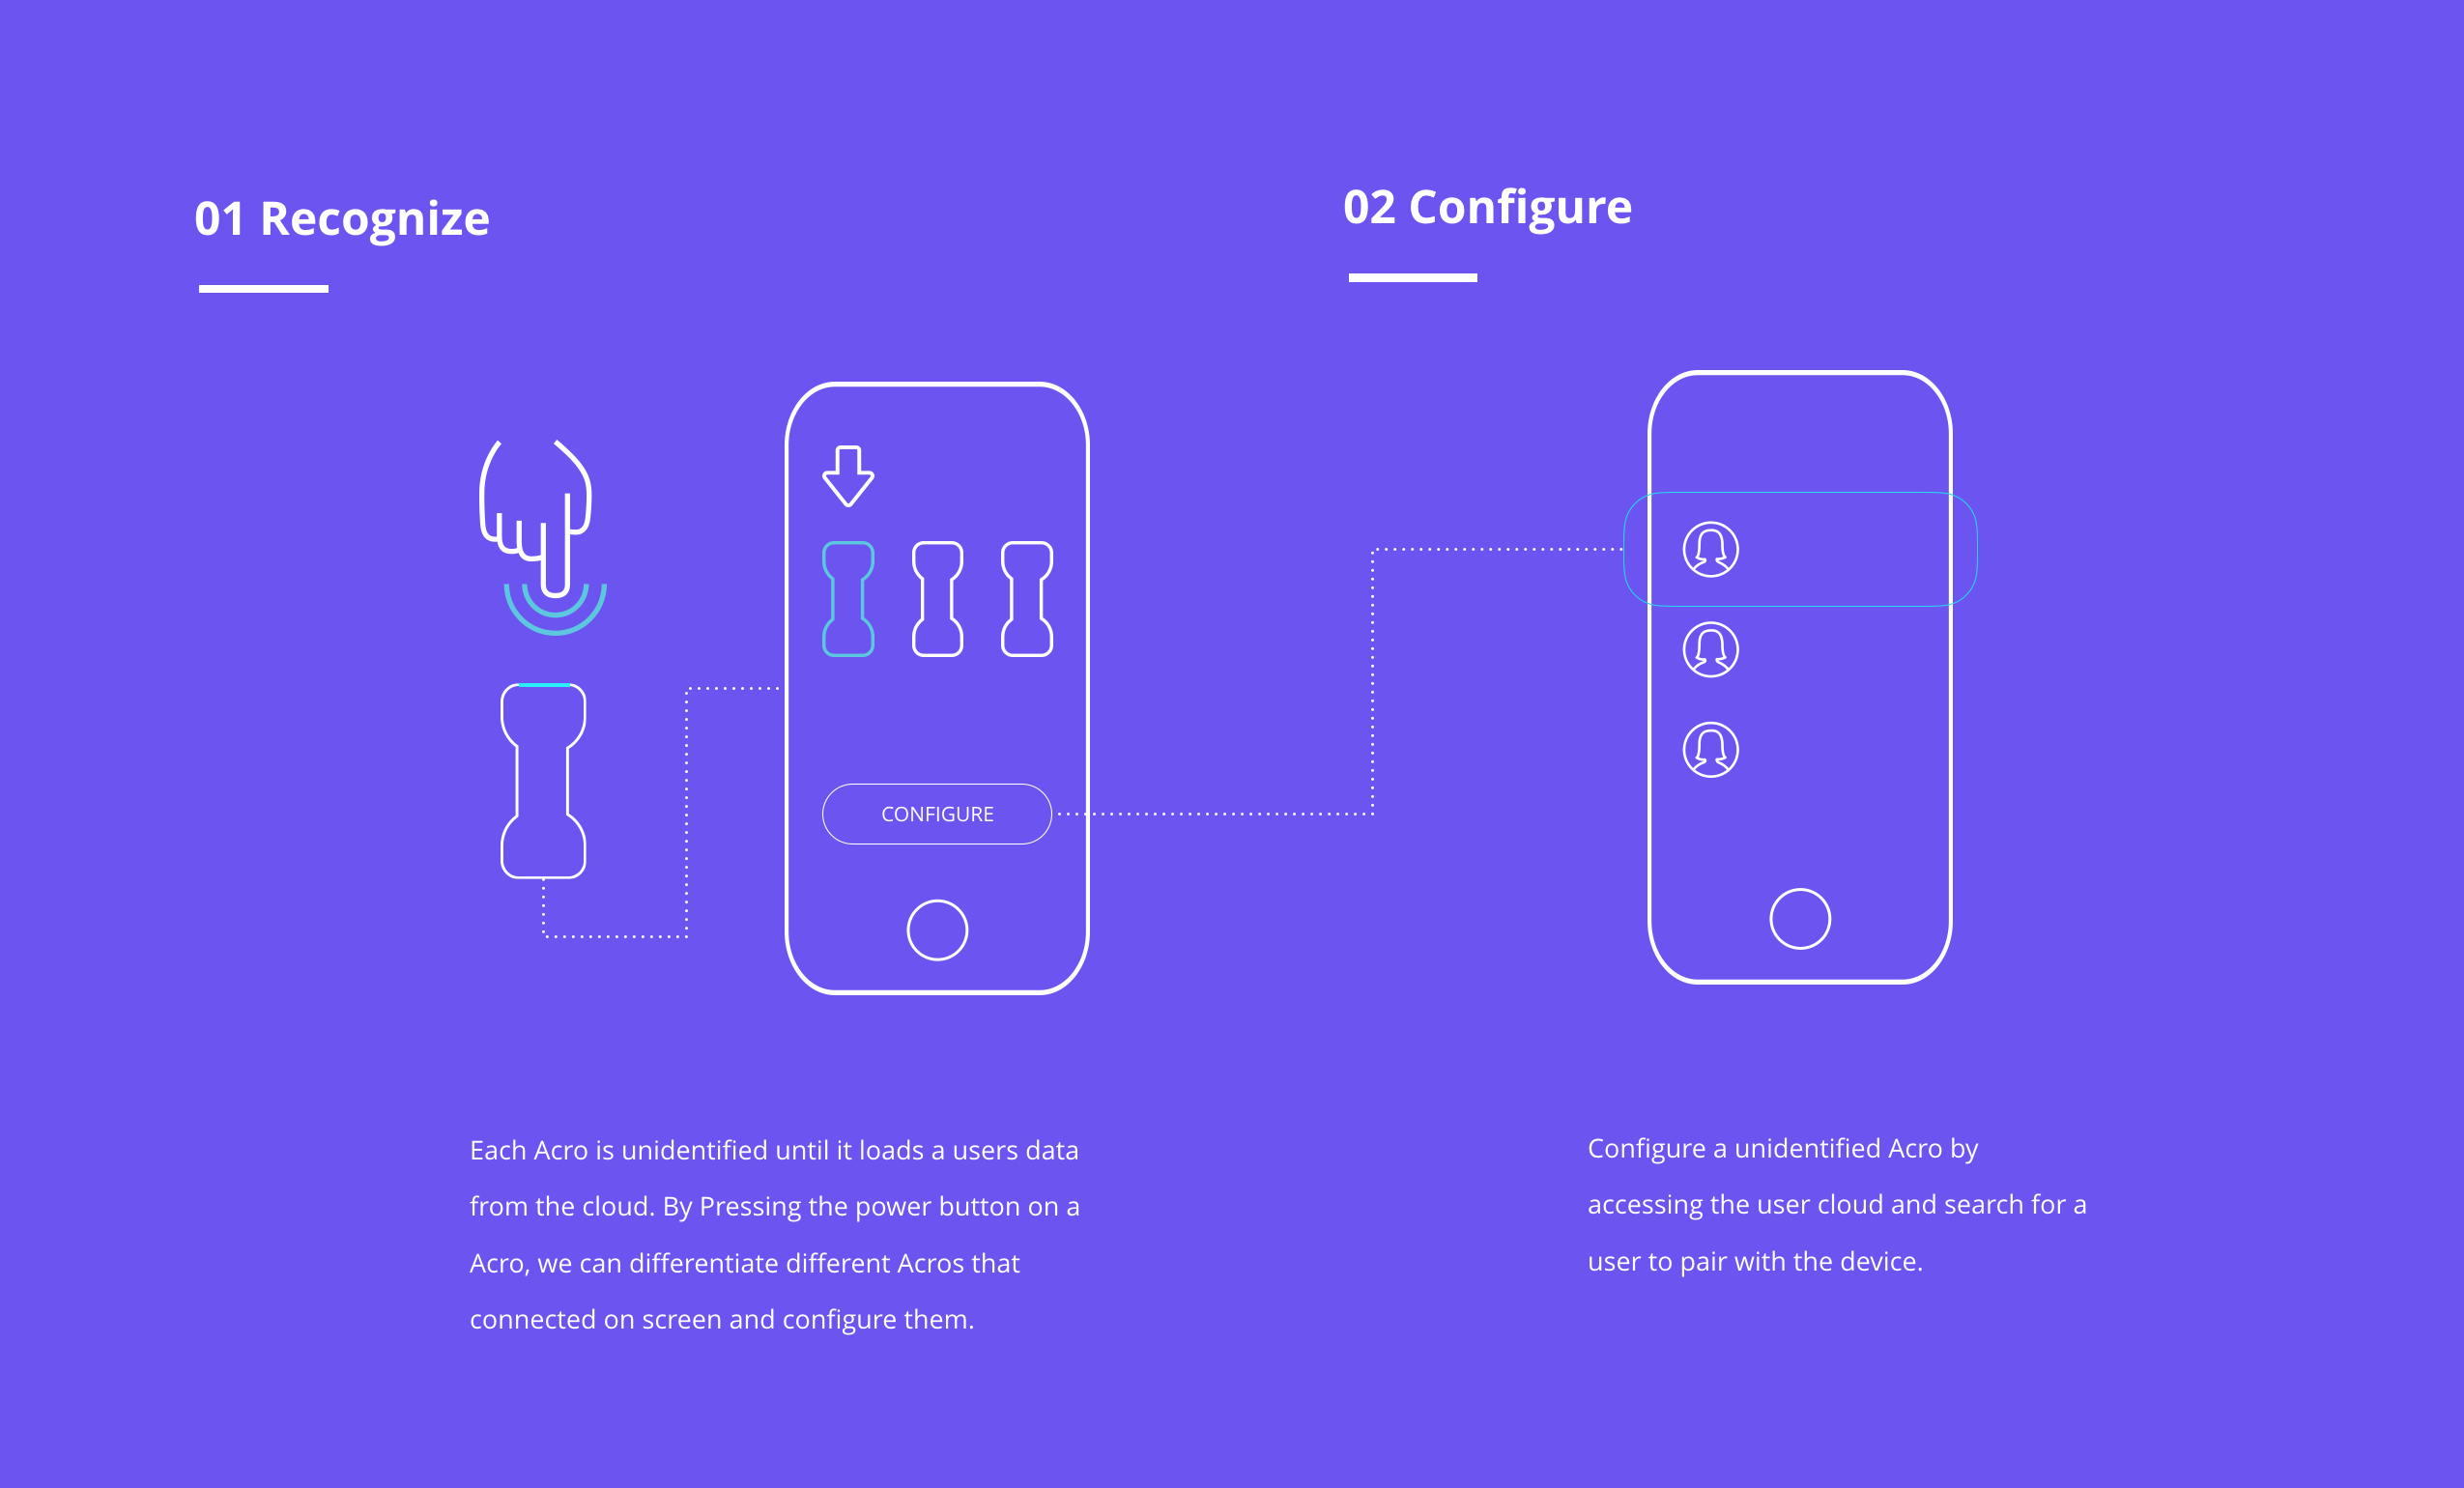 01 Recognize
02 Configure
CONFIGURE
Each Acro is unidentified until it loads a users data
from the cloud. By Pressing the power button on a
Acro, we can differentiate different Acros that
connected on screen and configure them.
Configure a unidentified Acro by
accessing the user cloud and search for a
user to pair with the device.